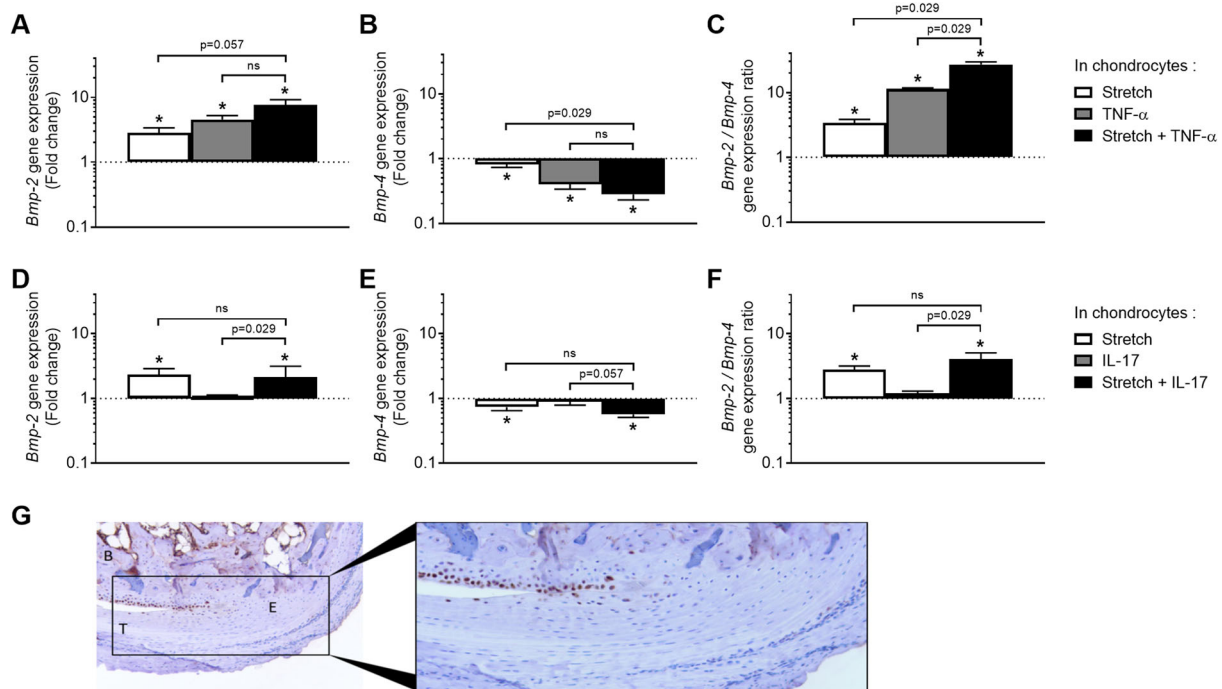 A
p=0.057
ns
* * *
10
1
0.1
Bmp-2 gene expression
(Fold change)
B
p=0.029
ns
* * *
10
1
0.1
Bmp-4 gene expression
(Fold change)
C
p=0.029
p=0.029
* * *
10
1
0.1
Bmp-2 / Bmp-4
gene expression ratio
In chondrocytes :
Stretch
TNF-α
Stretch + TNF-α
D
ns
p=0.029
* *
10
1
0.1
Bmp-2 gene expression
(Fold change)
E
ns
p=0.057
* *
10
1
0.1
Bmp-4 gene expression
(Fold change)
F
ns
p=0.029
* *
10
1
0.1
Bmp-2 / Bmp-4
gene expression ratio
In chondrocytes :
Stretch
IL-17
Stretch + IL-17
G
B
E
T